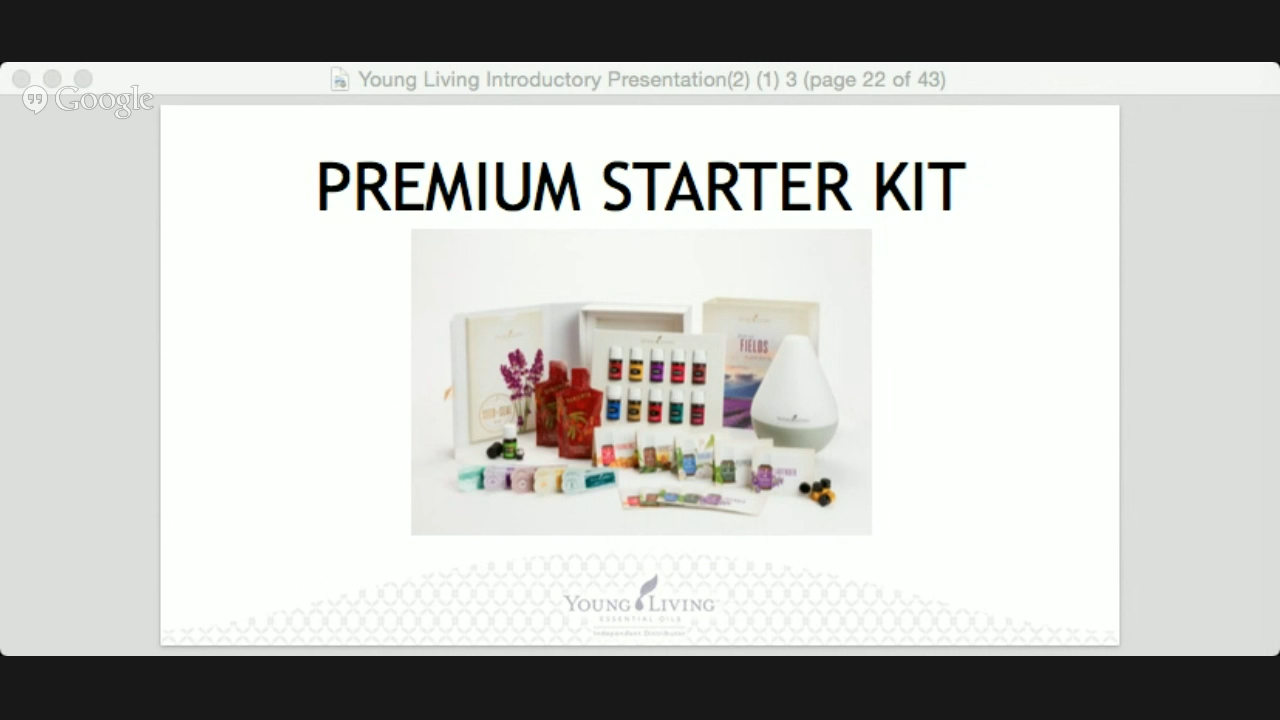 Young Living Introductory Presentation(2) (1) 3 (page 22 of 43)
Google
PREMIUM STARTER KIT
FIELDS
YOUNG LIVING
ESSENTIAL OILS
Independent Distributor